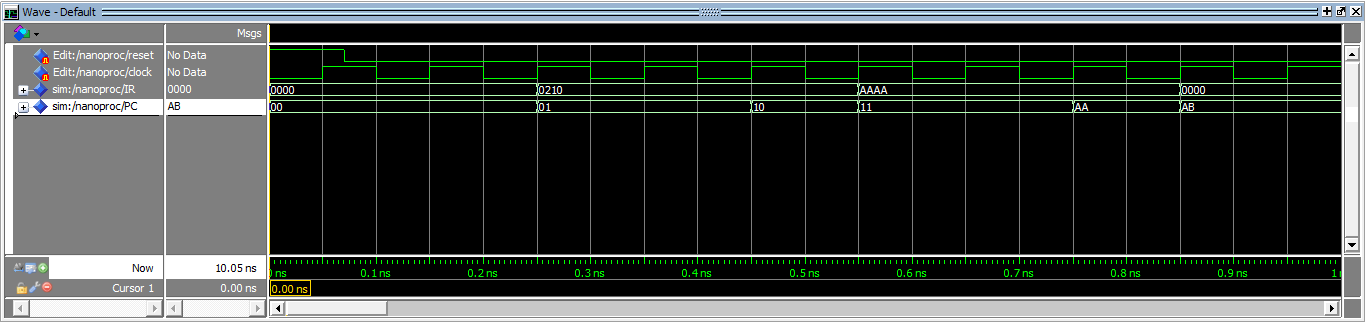 Wave - Default
Msgs
Edit:/nanoproc/reset No Data
Edit:/nanoproc/clock No Data
sim:/nanoproc/IR 0000 0000 0210 AAAA 0000
sim:/nanoproc/PC AB 00 01 10 11 AA AB
Now 10.05 ns ns 0.1 ns 0.2 ns 0.3 ns 0.4 ns 0.5 ns 0.6 ns 0.7 ns 0.8 ns 0.9 ns 1
Cursor 1 0.00 ns 0.00 ns